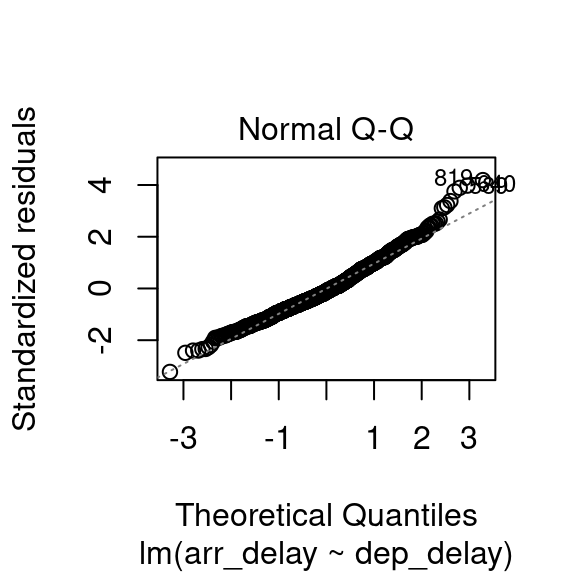 Normal Q-Q
Standardized residuals
4
2
0
-2
819
-3
-1
1
2
3
Theoretical Quantiles
lm(arr_delay ~ dep_delay)